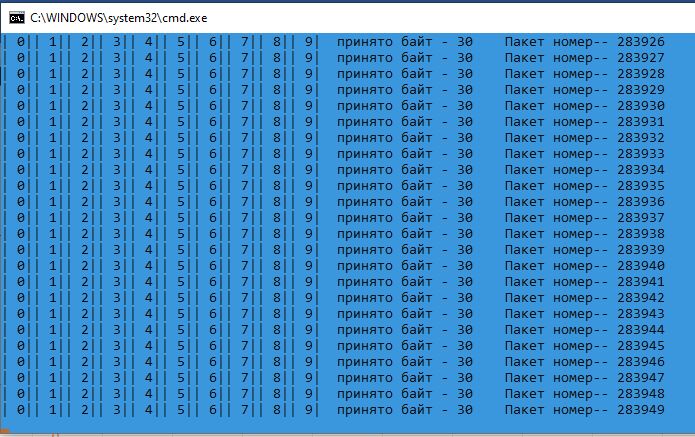 C:\WINDOWS\system32\cmd.exe
| 0|| 1|| 2|| 3|| 4|| 5|| 6|| 7|| 8|| 9|  принято байт - 30    Пакет номер-- 283926
| 0|| 1|| 2|| 3|| 4|| 5|| 6|| 7|| 8|| 9|  принято байт - 30    Пакет номер-- 283927
| 0|| 1|| 2|| 3|| 4|| 5|| 6|| 7|| 8|| 9|  принято байт - 30    Пакет номер-- 283928
| 0|| 1|| 2|| 3|| 4|| 5|| 6|| 7|| 8|| 9|  принято байт - 30    Пакет номер-- 283929
| 0|| 1|| 2|| 3|| 4|| 5|| 6|| 7|| 8|| 9|  принято байт - 30    Пакет номер-- 283930
| 0|| 1|| 2|| 3|| 4|| 5|| 6|| 7|| 8|| 9|  принято байт - 30    Пакет номер-- 283931
| 0|| 1|| 2|| 3|| 4|| 5|| 6|| 7|| 8|| 9|  принято байт - 30    Пакет номер-- 283932
| 0|| 1|| 2|| 3|| 4|| 5|| 6|| 7|| 8|| 9|  принято байт - 30    Пакет номер-- 283933
| 0|| 1|| 2|| 3|| 4|| 5|| 6|| 7|| 8|| 9|  принято байт - 30    Пакет номер-- 283934
| 0|| 1|| 2|| 3|| 4|| 5|| 6|| 7|| 8|| 9|  принято байт - 30    Пакет номер-- 283935
| 0|| 1|| 2|| 3|| 4|| 5|| 6|| 7|| 8|| 9|  принято байт - 30    Пакет номер-- 283936
| 0|| 1|| 2|| 3|| 4|| 5|| 6|| 7|| 8|| 9|  принято байт - 30    Пакет номер-- 283937
| 0|| 1|| 2|| 3|| 4|| 5|| 6|| 7|| 8|| 9|  принято байт - 30    Пакет номер-- 283938
| 0|| 1|| 2|| 3|| 4|| 5|| 6|| 7|| 8|| 9|  принято байт - 30    Пакет номер-- 283939
| 0|| 1|| 2|| 3|| 4|| 5|| 6|| 7|| 8|| 9|  принято байт - 30    Пакет номер-- 283940
| 0|| 1|| 2|| 3|| 4|| 5|| 6|| 7|| 8|| 9|  принято байт - 30    Пакет номер-- 283941
| 0|| 1|| 2|| 3|| 4|| 5|| 6|| 7|| 8|| 9|  принято байт - 30    Пакет номер-- 283942
| 0|| 1|| 2|| 3|| 4|| 5|| 6|| 7|| 8|| 9|  принято байт - 30    Пакет номер-- 283943
| 0|| 1|| 2|| 3|| 4|| 5|| 6|| 7|| 8|| 9|  принято байт - 30    Пакет номер-- 283944
| 0|| 1|| 2|| 3|| 4|| 5|| 6|| 7|| 8|| 9|  принято байт - 30    Пакет номер-- 283945
| 0|| 1|| 2|| 3|| 4|| 5|| 6|| 7|| 8|| 9|  принято байт - 30    Пакет номер-- 283946
| 0|| 1|| 2|| 3|| 4|| 5|| 6|| 7|| 8|| 9|  принято байт - 30    Пакет номер-- 283947
| 0|| 1|| 2|| 3|| 4|| 5|| 6|| 7|| 8|| 9|  принято байт - 30    Пакет номер-- 283948
| 0|| 1|| 2|| 3|| 4|| 5|| 6|| 7|| 8|| 9|  принято байт - 30    Пакет номер-- 283949